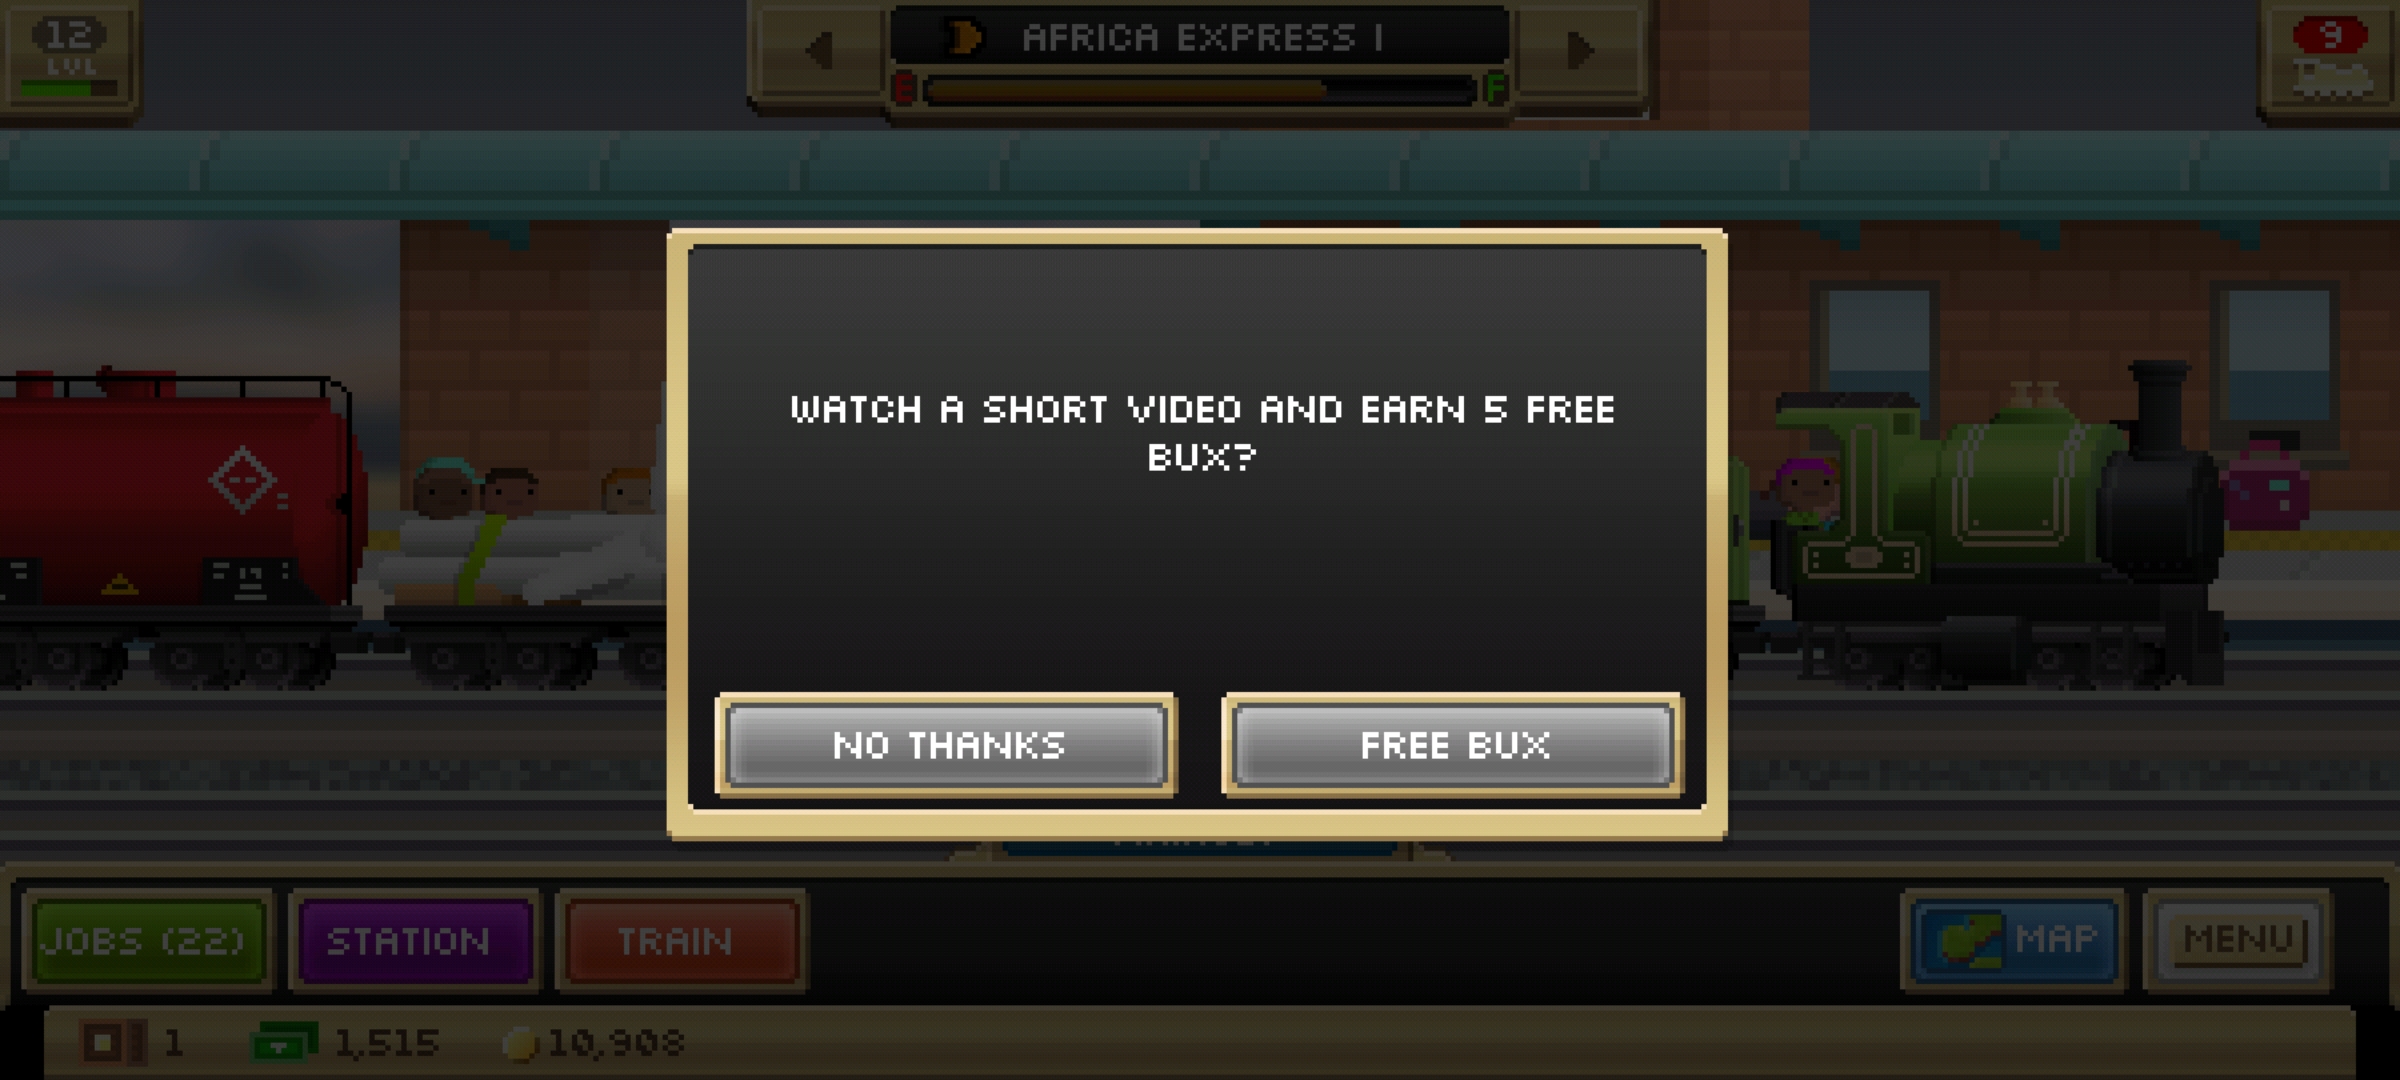 12
LVL
AFRICA EXPRESS I
E
F
9
WATCH A SHORT VIDEO AND EARN 5 FREE
BUX?
NO THANKS
FREE BUX
JOBS (22)
STATION
TRAIN
MAP
MENU
1
1,515
10,908